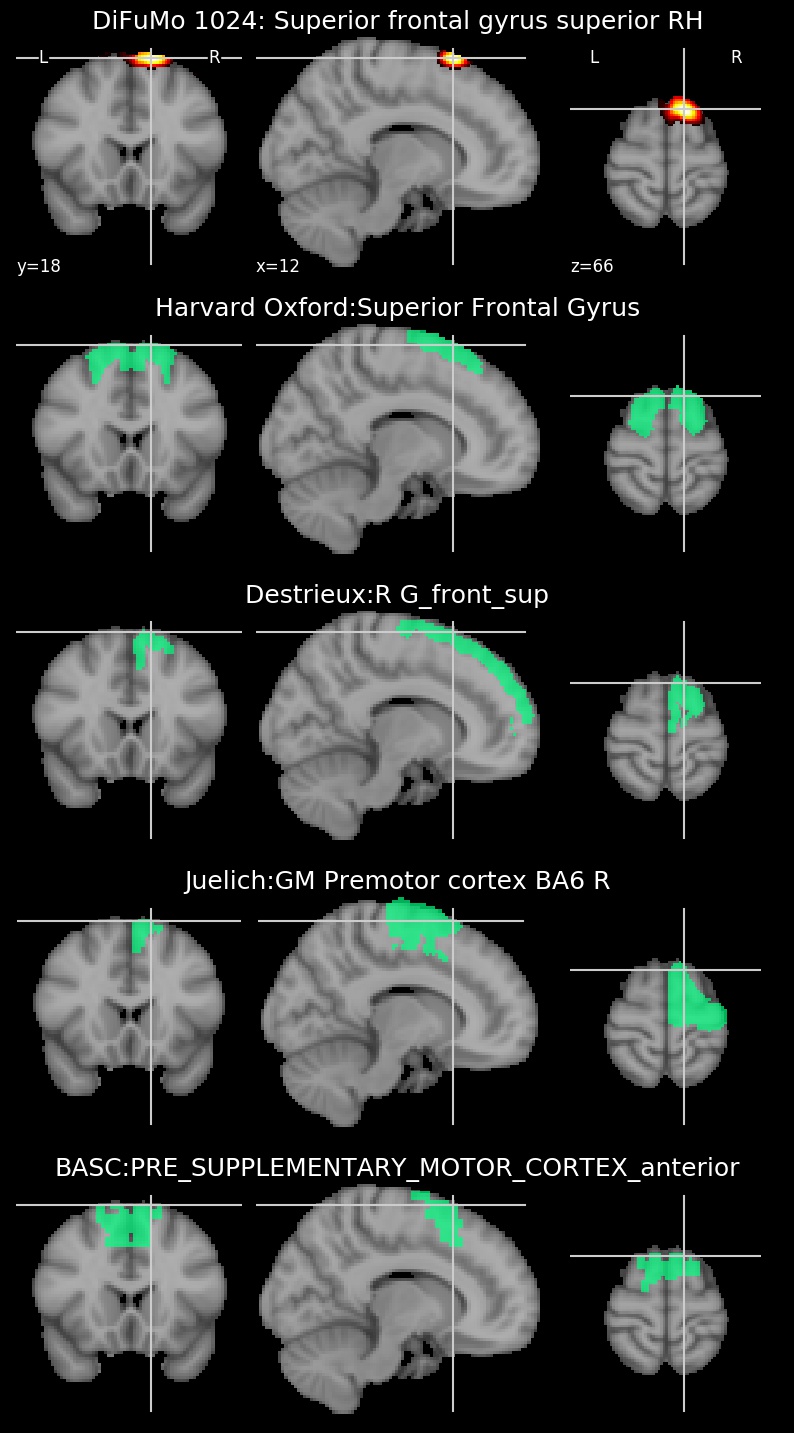 DiFuMo 1024: Superior frontal gyrus superior RH
L R L R
y=18 x=12 z=66
Harvard Oxford:Superior Frontal Gyrus
Destrieux:R G_front_sup
Juelich:GM Premotor cortex BA6 R
BASC:PRE_SUPPLEMENTARY_MOTOR_CORTEX_anterior